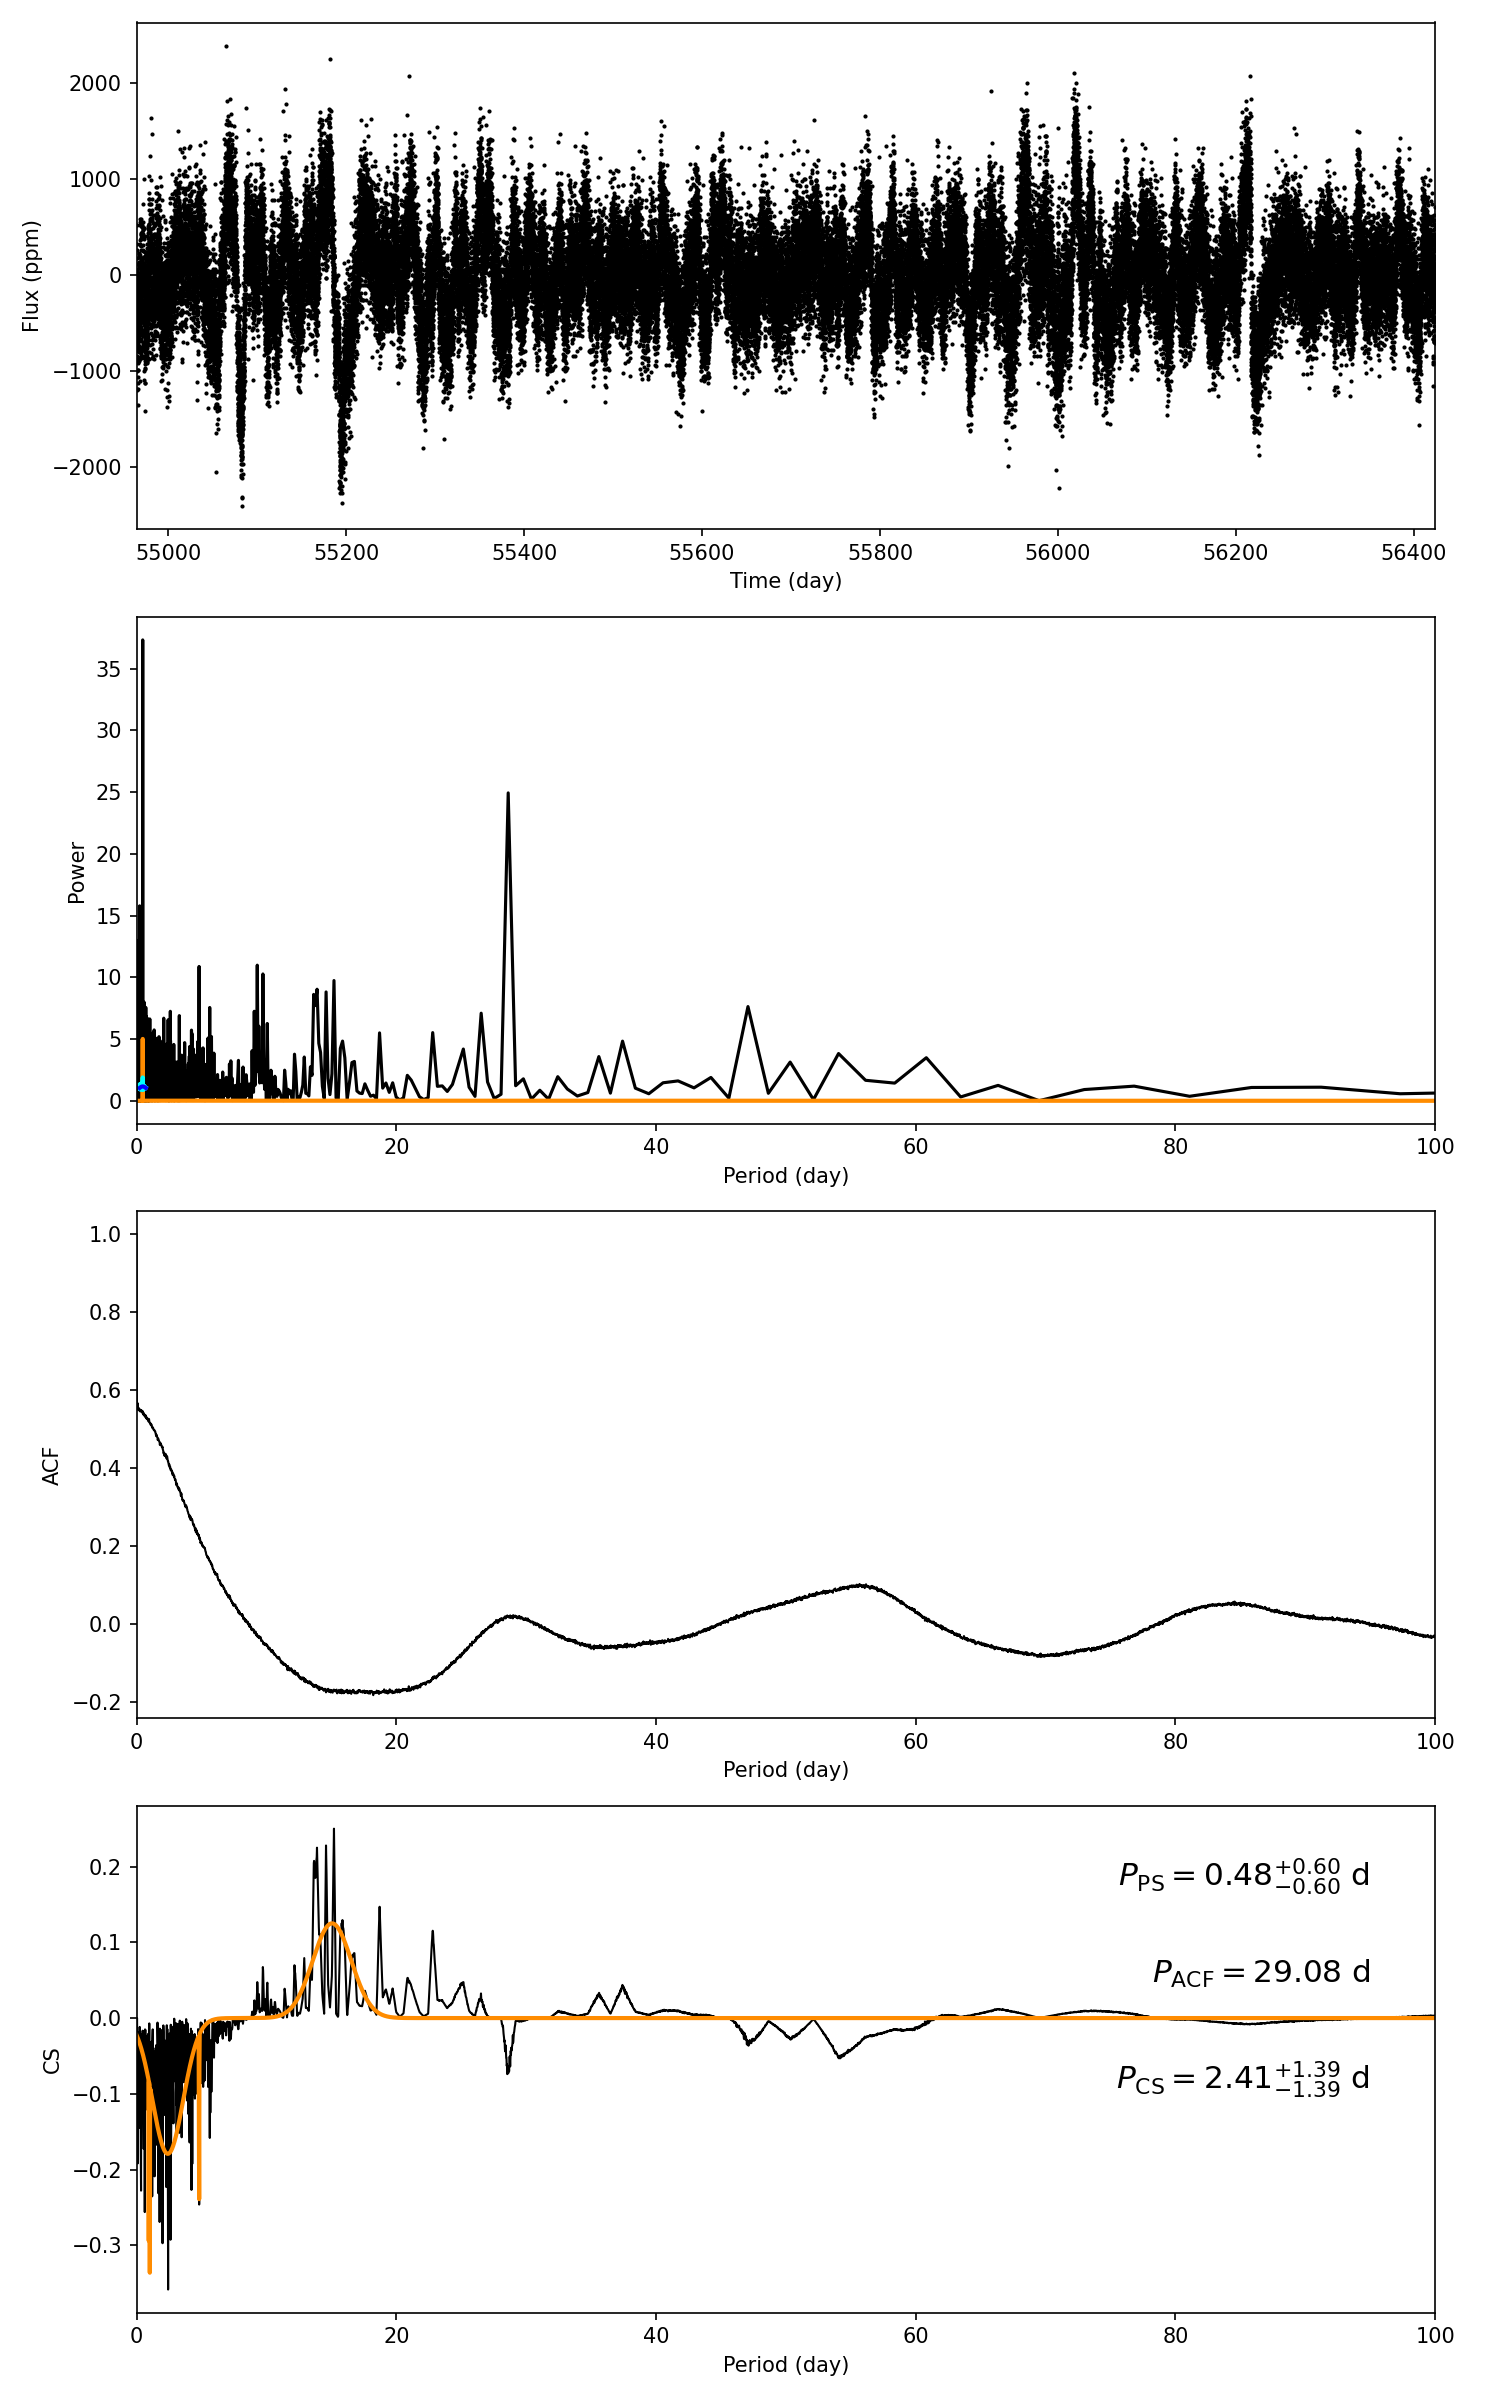 2000
1000
0
−1000
−2000
Flux (ppm)
55000 55200 55400 55600 55800 56000 56200 56400
Time (day)
35
30
25
20
15
10
5
0
Power
0 20 40 60 80 100
Period (day)
1.0
0.8
0.6
0.4
0.2
0.0
−0.2
ACF
0 20 40 60 80 100
Period (day)
0.2
0.1
0.0
−0.1
−0.2
−0.3
CS
P_PS = 0.48 +0.60 −0.60 d
P_ACF = 29.08 d
P_CS = 2.41 +1.39 −1.39 d
0 20 40 60 80 100
Period (day)